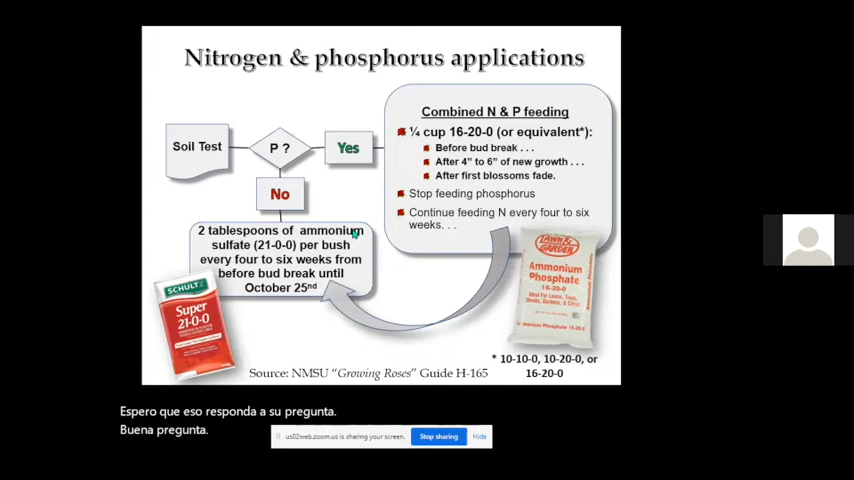 Nitrogen & phosphorus applications
Soil Test
P ?
Yes
No
Combined N & P feeding
¼ cup 16-20-0 (or equivalent*):
Before bud break . . .
After 4” to 6” of new growth . . .
After first blossoms fade.
Stop feeding phosphorus
Continue feeding N every four to six
weeks. . .
2 tablespoons of ammonium
sulfate (21-0-0) per bush
every four to six weeks from
before bud break until
October 25nd
SCHULTZ
Super
21-0-0
LAWN &
GARDEN
Ammonium
Phosphate
16-20-0
Ammonium Phosphate
* 10-10-0, 10-20-0, or
16-20-0
Source: NMSU “Growing Roses” Guide H-165
Espero que eso responda a su pregunta.
Buena pregunta.
us02web.zoom.us is sharing your screen.
Stop sharing
Hide